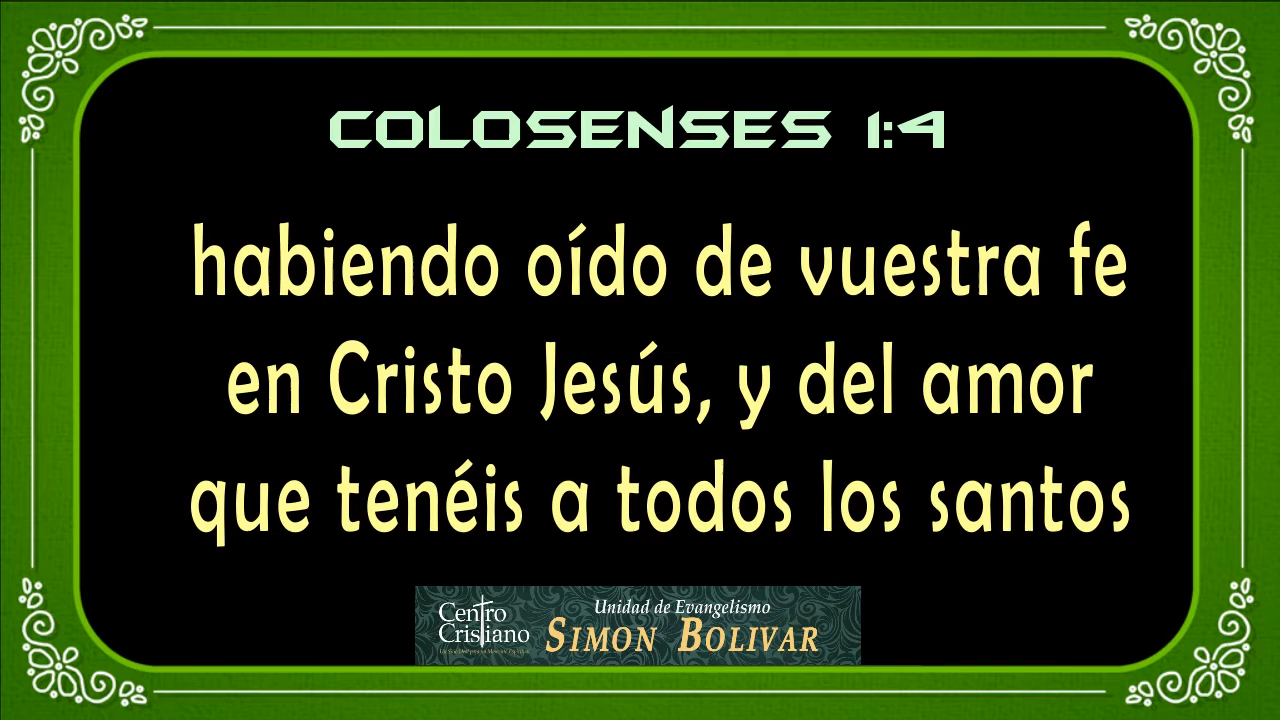 COLOSENSES 1:4
habiendo oído de vuestra fe
en Cristo Jesús, y del amor
que tenéis a todos los santos
Centro
Cristiano
Unidad de Evangelismo
SIMON BOLIVAR